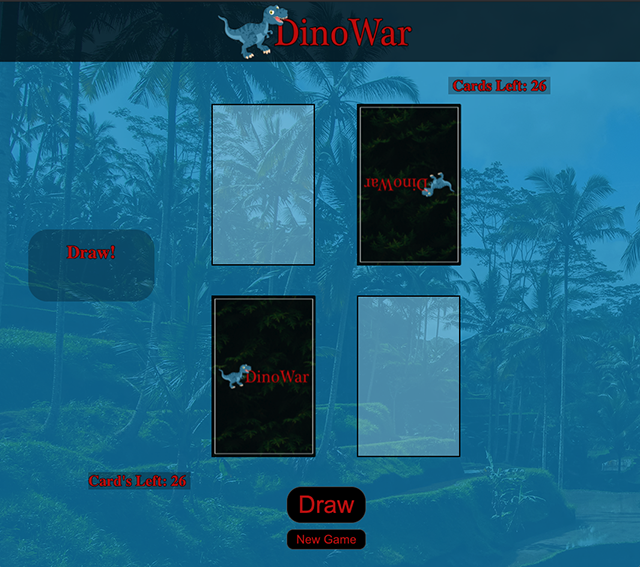 DinoWar
Cards Left: 26
DinoWar
Draw!
DinoWar
Card's Left: 26
Draw
New Game